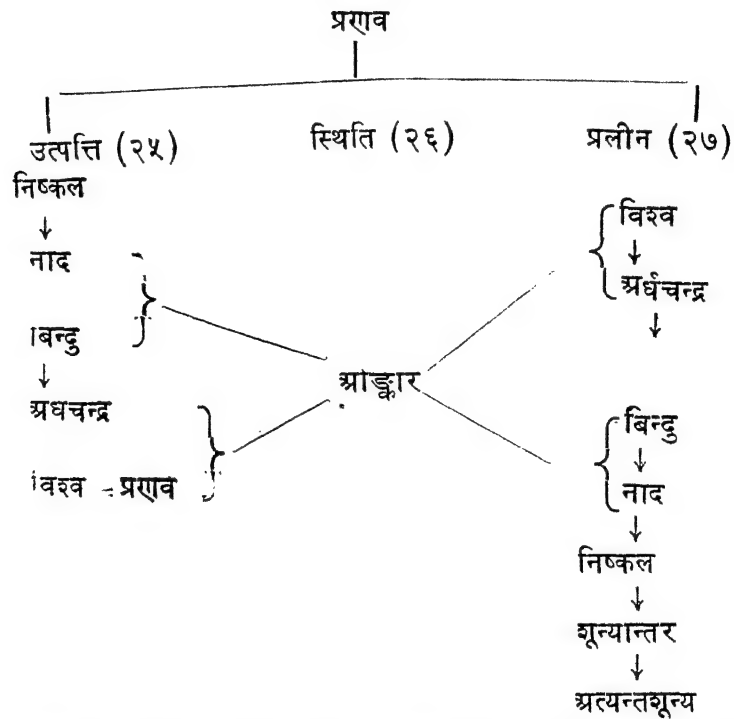 प्रणव
उत्पत्ति (२५) स्थिति (२६) प्रलीन (२७)
निष्कल
↓
नाद
बिन्दु
↓
अर्धचन्द्र
विश्व = प्रणव
ओङ्कार
विश्व
↓
अर्धचन्द्र
↓
बिन्दु
↓
नाद
↓
निष्कल
↓
शून्यान्तर
↓
अत्यन्तशून्य